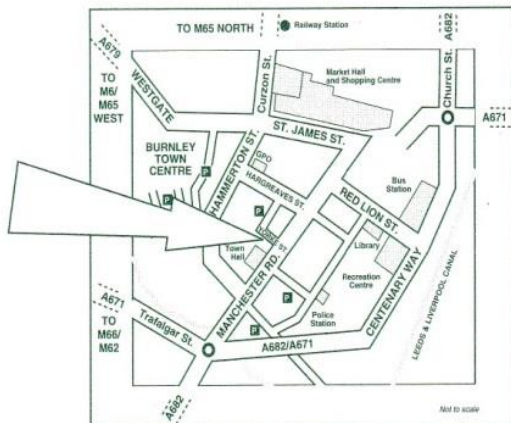 TO M65 NORTH
Railway Station
A682
A679
Church St.
Curzon St.
TO
M6/
M65
WEST
WESTGATE
Market Hall
and Shopping Centre
A671
ST. JAMES ST.
BURNLEY
TOWN
CENTRE
HAMMERTON ST.
GPO
P
HARGREAVES ST.
Bus
Station
P
P
RED LION ST.
YORKE ST.
Library
Town
Hall
MANCHESTER RD.
Recreation
Centre
CENTENARY WAY
LEEDS & LIVERPOOL CANAL
A671
P
Police
Station
TO
M66/
M62
Trafalgar St.
P
A682/A671
A682
Not to scale